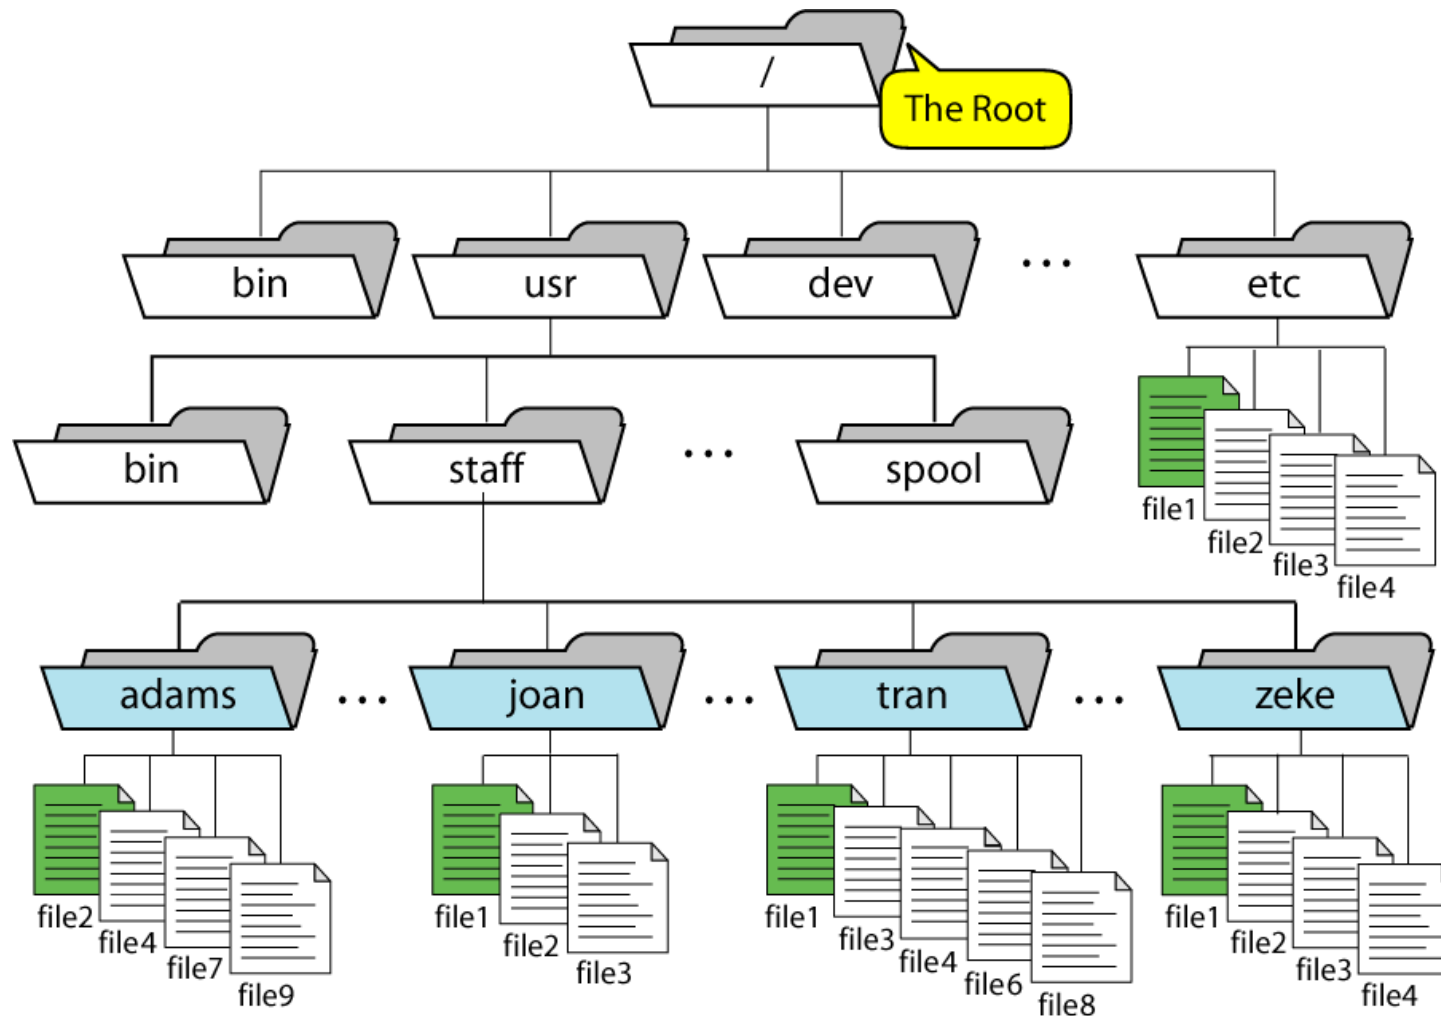 /
The Root
bin
usr
dev
...
etc
bin
staff
...
spool
file1
file2
file3
file4
adams
...
joan
...
tran
...
zeke
file2
file4
file7
file9
file1
file2
file3
file1
file3
file4
file6
file8
file1
file2
file3
file4